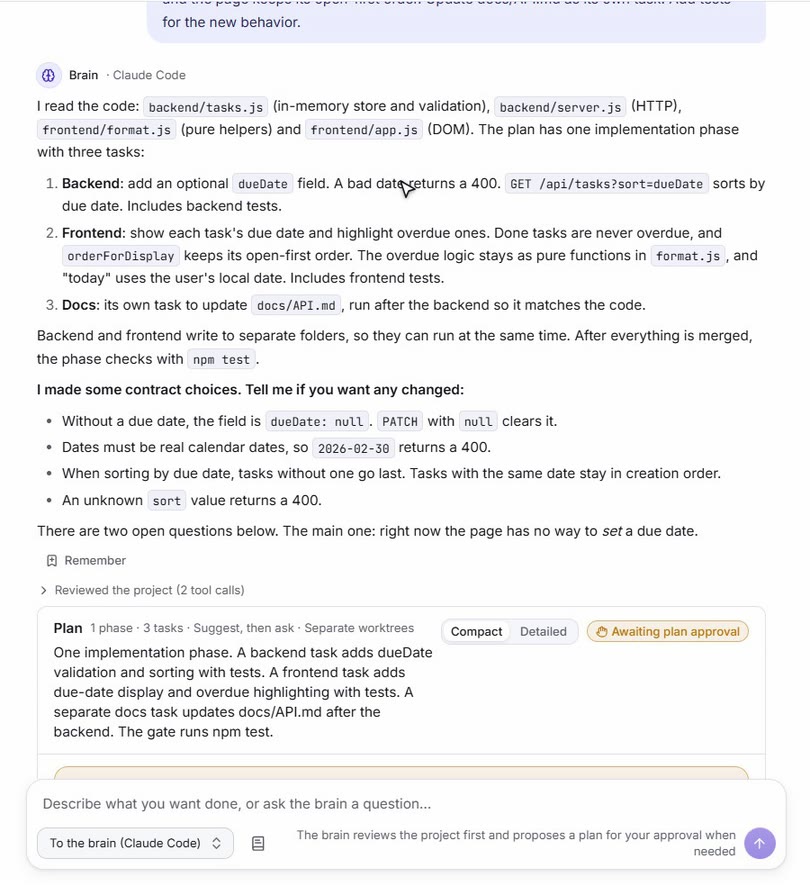 for the new behavior.
Brain · Claude Code
I read the code: backend/tasks.js (in-memory store and validation), backend/server.js (HTTP),
frontend/format.js (pure helpers) and frontend/app.js (DOM). The plan has one implementation phase
with three tasks:
1. Backend: add an optional dueDate field. A bad date returns a 400. GET /api/tasks?sort=dueDate sorts by
due date. Includes backend tests.
2. Frontend: show each task's due date and highlight overdue ones. Done tasks are never overdue, and
orderForDisplay keeps its open-first order. The overdue logic stays as pure functions in format.js, and
"today" uses the user's local date. Includes frontend tests.
3. Docs: its own task to update docs/API.md, run after the backend so it matches the code.
Backend and frontend write to separate folders, so they can run at the same time. After everything is merged,
the phase checks with npm test.
I made some contract choices. Tell me if you want any changed:
• Without a due date, the field is dueDate: null. PATCH with null clears it.
• Dates must be real calendar dates, so 2026-02-30 returns a 400.
• When sorting by due date, tasks without one go last. Tasks with the same date stay in creation order.
• An unknown sort value returns a 400.
There are two open questions below. The main one: right now the page has no way to set a due date.
Remember
Reviewed the project (2 tool calls)
Plan 1 phase · 3 tasks · Suggest, then ask · Separate worktrees Compact Detailed Awaiting plan approval
One implementation phase. A backend task adds dueDate
validation and sorting with tests. A frontend task adds
due-date display and overdue highlighting with tests. A
separate docs task updates docs/API.md after the
backend. The gate runs npm test.
Describe what you want done, or ask the brain a question...
To the brain (Claude Code) The brain reviews the project first and proposes a plan for your approval when
needed